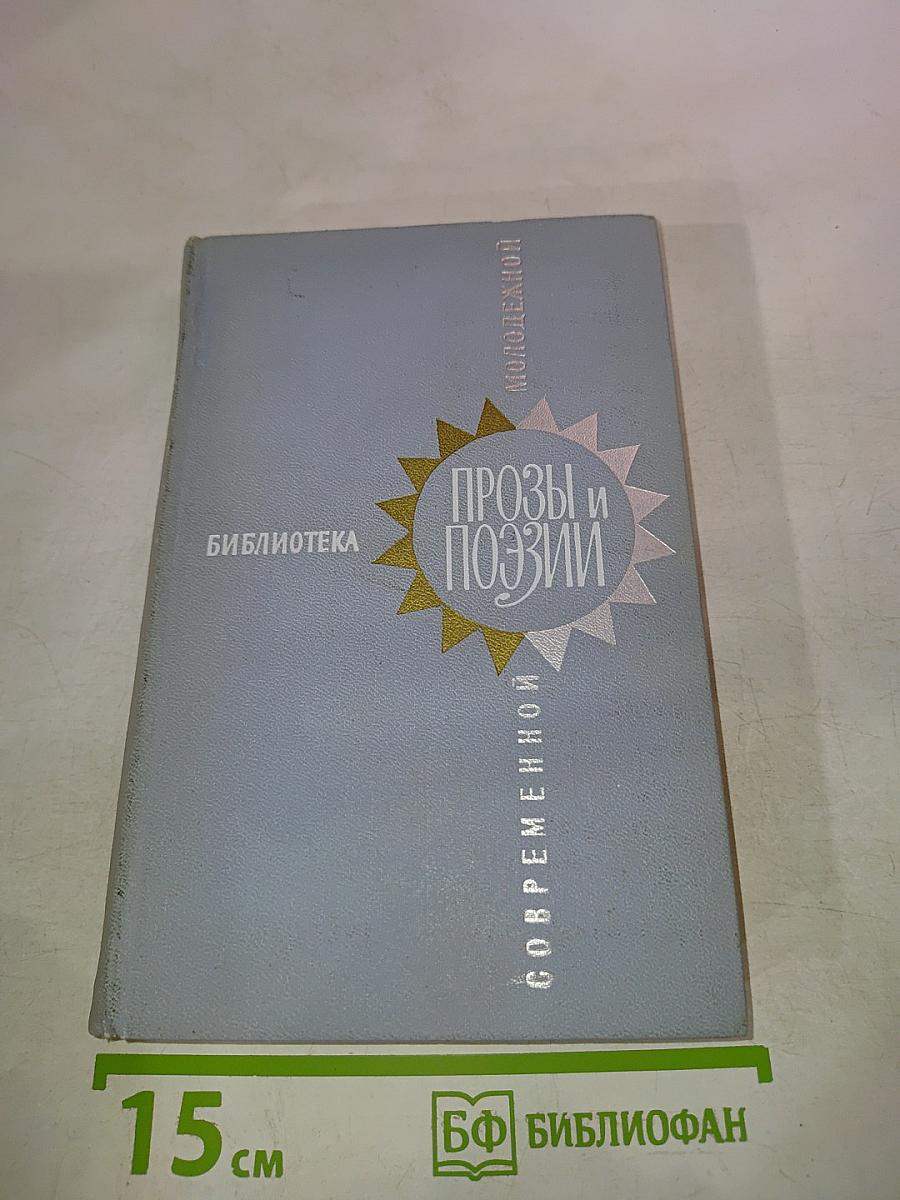 БИБЛИОТЕКА
СОВРЕМЕННОЙ
МОЛОДЕЖНОЙ
ПРОЗЫ и
ПОЭЗИИ
15 см
БФ БИБЛИОФАН